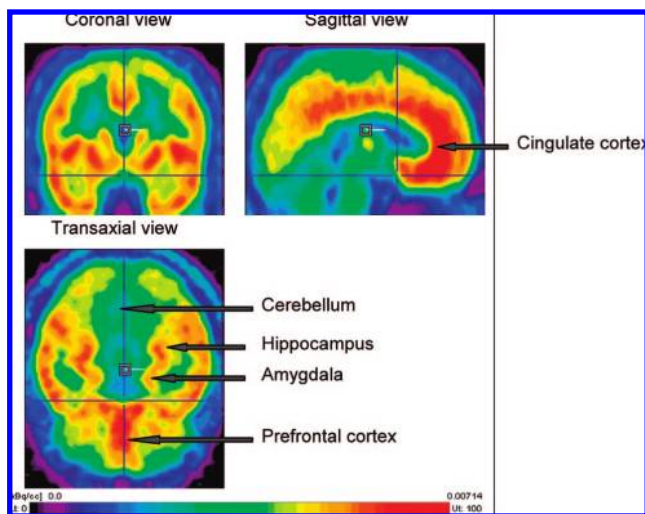 Coronal view
Sagittal view
Cingulate cortex
Transaxial view
Cerebellum
Hippocampus
Amygdala
Prefrontal cortex
0.0
0.00714
Ut: 100